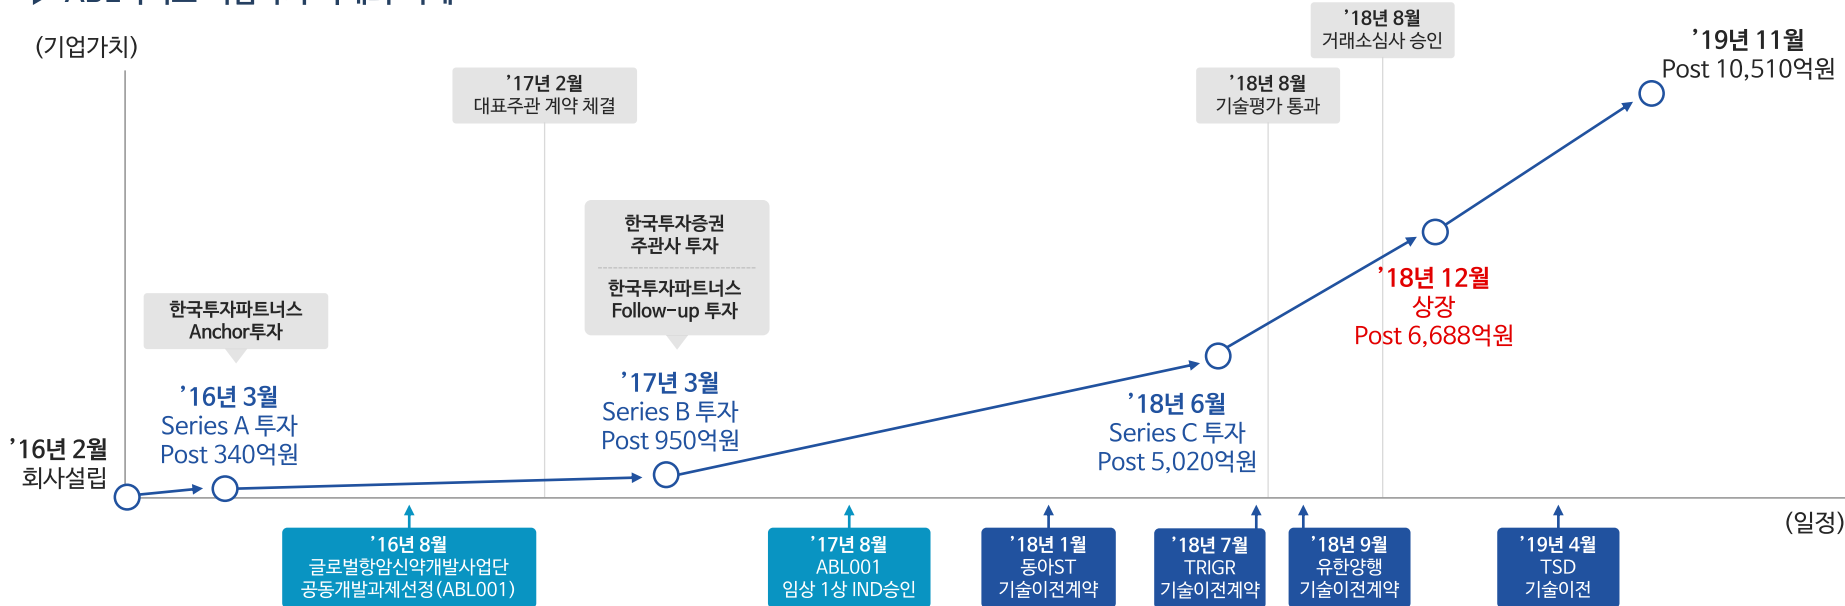 (기업가치)
’18년 8월
거래소심사 승인
’19년 11월
Post 10,510억원
’17년 2월
대표주관 계약 체결
’18년 8월
기술평가 통과
한국투자증권
주관사 투자
한국투자파트너스
Follow-up 투자
한국투자파트너스
Anchor투자
’18년 12월
상장
Post 6,688억원
’16년 3월
Series A 투자
Post 340억원
’17년 3월
Series B 투자
Post 950억원
’18년 6월
Series C 투자
Post 5,020억원
’16년 2월
회사설립
(일정)
’16년 8월
글로벌항암신약개발사업단
공동개발과제선정(ABL001)
’17년 8월
ABL001
임상 1상 IND승인
’18년 1월
동아ST
기술이전계약
’18년 7월
TRIGR
기술이전계약
’18년 9월
유한양행
기술이전계약
’19년 4월
TSD
기술이전